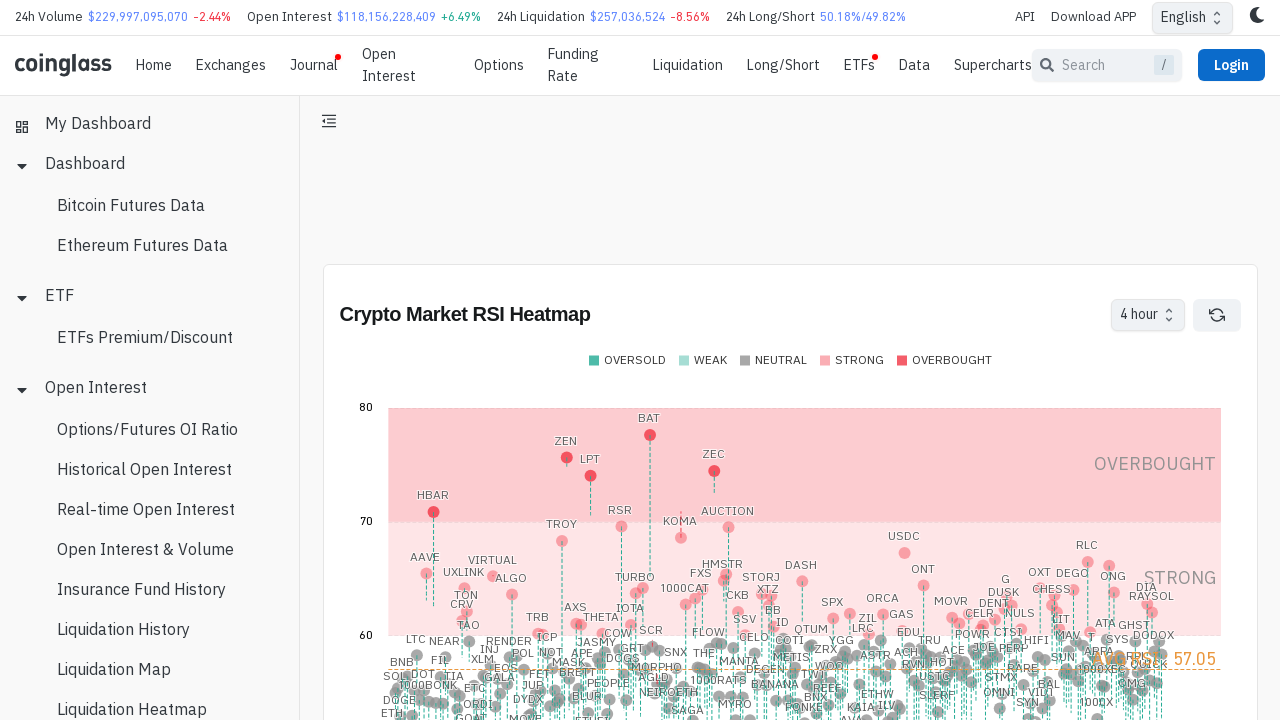 24h Volume $229,997,095,070 -2.44% Open Interest $118,156,228,409 +6.49% 24h Liquidation $257,036,524 -8.56% 24h Long/Short 50.18%/49.82% API Download APP English
coinglass Home Exchanges Journal Open Interest Options Funding Rate Liquidation Long/Short ETFs Data Supercharts Search / Login
My Dashboard
Dashboard
Bitcoin Futures Data
Ethereum Futures Data
ETF
ETFs Premium/Discount
Open Interest
Options/Futures OI Ratio
Historical Open Interest
Real-time Open Interest
Open Interest & Volume
Insurance Fund History
Liquidation History
Liquidation Map
Liquidation Heatmap
Crypto Market RSI Heatmap 4 hour
OVERSOLD WEAK NEUTRAL STRONG OVERBOUGHT
80
BAT
ZEN
LPT
ZEC
OVERBOUGHT
HBAR
70
RSR
AUCTION
TROY
KOMA
USDC
AAVE
VIRTUAL
RLC
UXLINK
ALGO
TURBO
FXS
HMSTR
STORJ
DASH
ONT
OXT
DEGO
ONG
STRONG
TON
CRV
1000CAT
CKB
XTZ
G
DUSK
CHESS
DIA
RAYSOL
TAO
TRB
AXS
THETA
IOTA
SSV
BB
ID
SPX
ORCA
ZIL
LRC
GAS
MOVR
DENT
CELR
NULS
LIT
ATA
GHST
60
LTC
NEAR
RENDER
ICP
JASMY
COW
SCR
FLOW
CELO
COTI
QTUM
YGG
EDU
TRU
POWR
CTSI
HIFI
MAV
T
SYS
DODOX
BNB
FIL
INJ
XLM
POL
NOT
APE
GRT
DOGS
SNX
THE
MANTA
METIS
ZRX
ASTR
ACH
ACE
JOE
PERP
SUN
ARPA
57.05
SOL
DOT
TIA
EOS
GALA
FET
MASK
BRETT
MORPHO
AGLD
DEGEN
TWT
WOO
HOT
STMX
RARE
QUICK
DOGE
1000BONK
ETC
JUP
PEOPLE
NEIROETH
1000RATS
BANANA
REEF
ETHW
USTC
OMNI
BAL
OMG
ETH
ORDI
DYDX
BLUR
MYRO
BNX
PONKE
KAIA
ILV
SLERF
SYN
1000X
GOAT
MOVE
SAGA